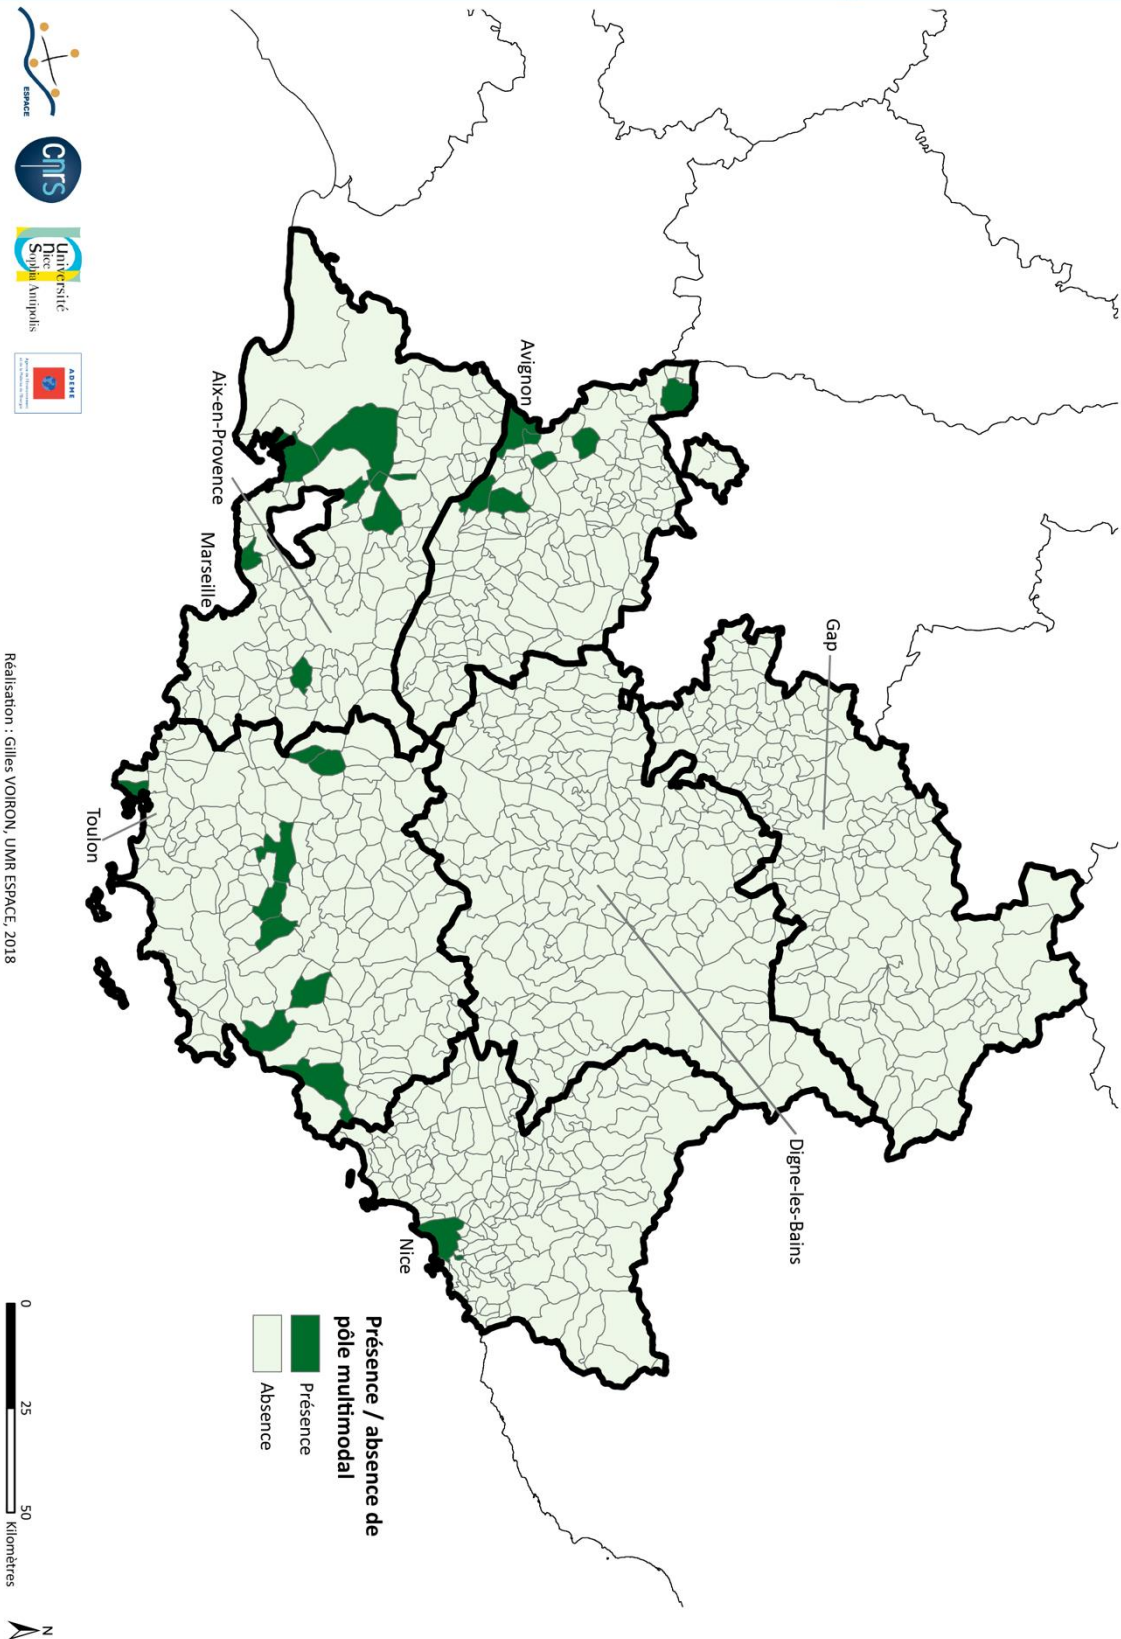 Gap
Digne-les-Bains
Avignon
Aix-en-Provence
Marseille
Toulon
Nice
Présence / absence de
pôle multimodal
Présence
Absence
0 25 50
Kilomètres
N
ESPACE
cnrs
Université
nice
Sophia Antipolis
ADEME
Réalisation : Gilles VOIRON, UMR ESPACE, 2018